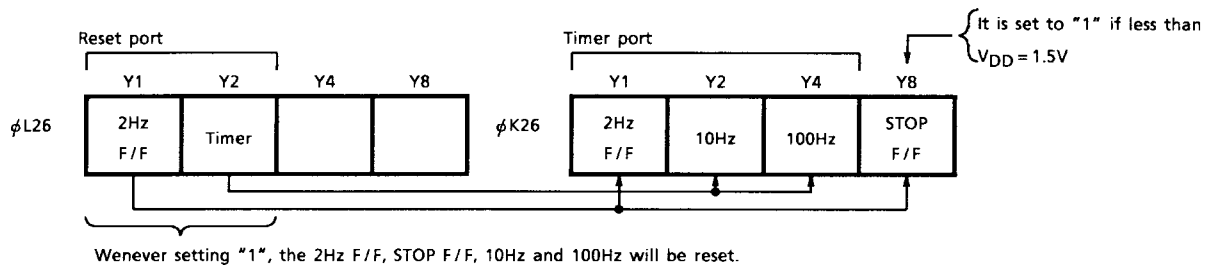 It is set to "1" if less than
VDD = 1.5V
Reset port
Timer port
Y1 Y2 Y4 Y8
Y1 Y2 Y4 Y8
ϕL26
2Hz
F/F
Timer
ϕK26
2Hz
F/F
10Hz
100Hz
STOP
F/F
Wenever setting "1", the 2Hz F/F, STOP F/F, 10Hz and 100Hz will be reset.